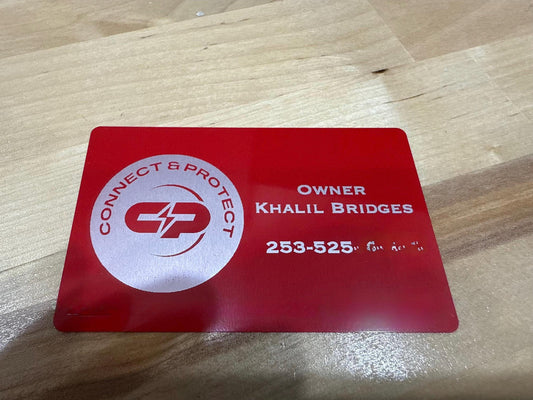 CONNECT & PROTECT
CP
OWNER
KHALIL BRIDGES
253-525